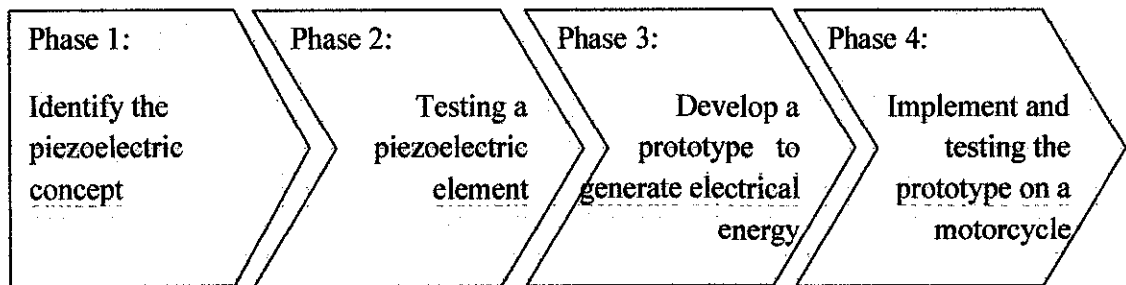 Phase 1:
Identify the
piezoelectric
concept
Phase 2:
Testing a
piezoelectric
element
Phase 3:
Develop a
prototype to
generate electrical
energy
Phase 4:
Implement and
testing the
prototype on a
motorcycle